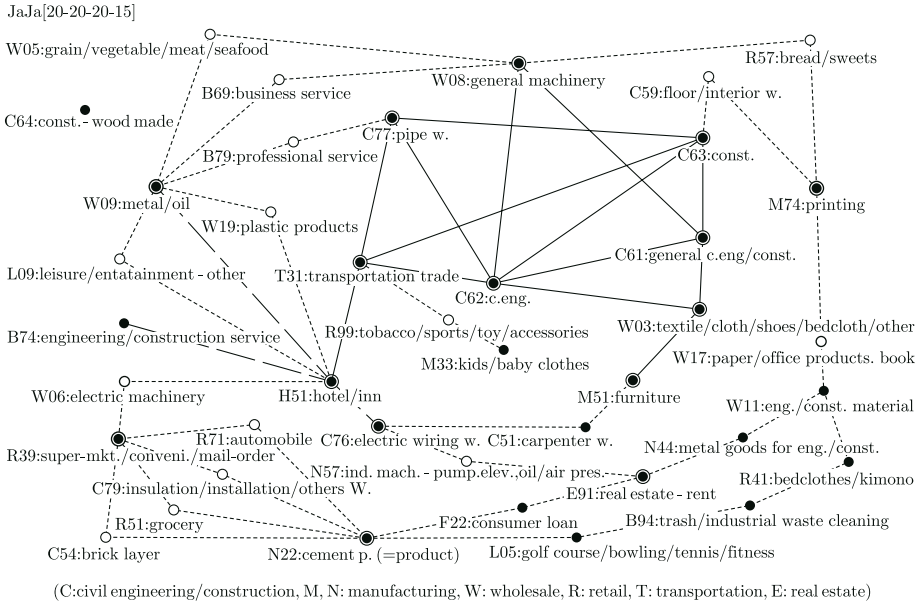 JaJa[20-20-20-15]
W05:grain/vegetable/meat/seafood
R57:bread/sweets
W08:general machinery
B69:business service
C59:floor/interior w.
C64:const.-wood made
C77:pipe w.
B79:professional service
C63:const.
W09:metal/oil
M74:printing
W19:plastic products
C61:general c.eng/const.
L09:leisure/entatainment-other
T31:transportation trade
C62:c.eng.
B74:engineering/construction service
R99:tobacco/sports/toy/accessories
W03:textile/cloth/shoes/bedcloth/other
M33:kids/baby clothes
W17:paper/office products. book
W06:electric machinery
H51:hotel/inn
M51:furniture
W11:eng./const. material
R71:automobile
C76:electric wiring w.
C51:carpenter w.
R39:super-mkt./conveni./mail-order
N44:metal goods for eng./const.
N57:ind. mach.-pump.elev.,oil/air pres.
C79:insulation/installation/others W.
R41:bedclothes/kimono
E91:real estate-rent
R51:grocery
F22:consumer loan
B94:trash/industrial waste cleaning
C54:brick layer
N22:cement p. (=product)
L05:golf course/bowling/tennis/fitness
(C:civil engineering/construction, M, N: manufacturing, W: wholesale, R: retail, T: transportation, E: real estate)